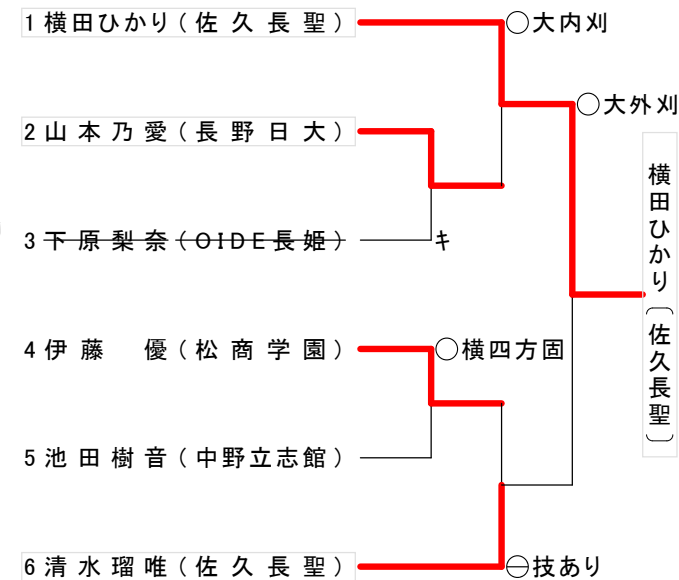 1横田ひかり(佐久長聖)
○大内刈
○大外刈
2山本乃愛(長野日大)
3下原梨奈(OIDE長姫)
キ
横田ひかり〔佐久長聖〕
4伊藤　優(松商学園)
○横四方固
5池田樹音(中野立志館)
6清水瑠唯(佐久長聖)
⊖技あり